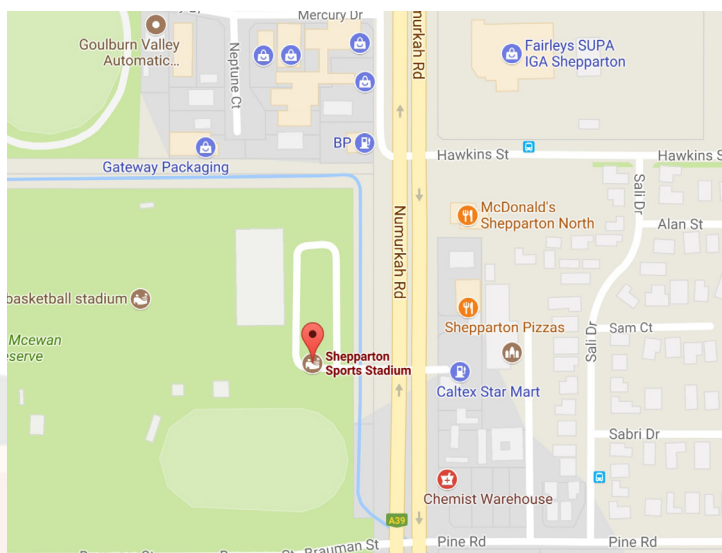 Mercury Dr
Goulburn Valley
Automatic...
Neptune Ct
Numurkah Rd
Fairleys SUPA
IGA Shepparton
BP
Gateway Packaging
Hawkins St
Hawkins S
Sali Dr
McDonald's
Shepparton North
Alan St
Numurkah Rd
basketball stadium
Shepparton Pizzas
Sam Ct
Sali Dr
Mcewan
eserve
Shepparton
Sports Stadium
Caltex Star Mart
Sabri Dr
Chemist Warehouse
A39
Brauman St
Pine Rd
Pine Rd